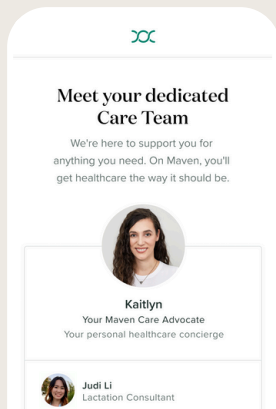 Meet your dedicated
Care Team
We're here to support you for
anything you need. On Maven, you'll
get healthcare the way it should be.
Kaitlyn
Your Maven Care Advocate
Your personal healthcare concierge
Judi Li
Lactation Consultant